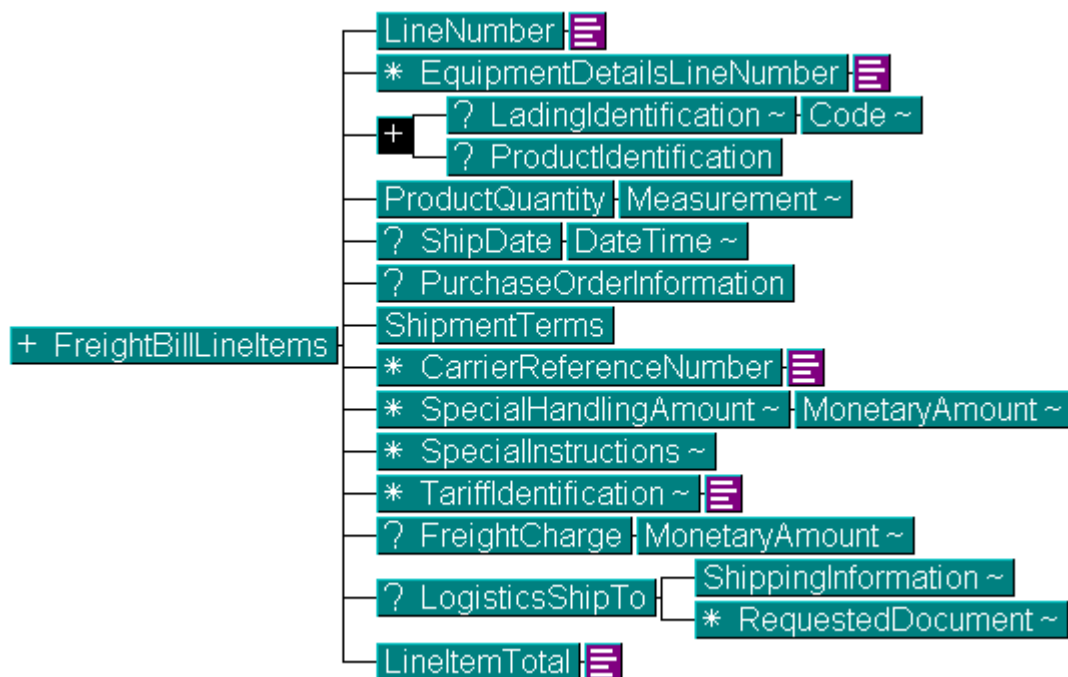 LineNumber
* EquipmentDetailsLineNumber
+
? LadingIdentification ~ Code ~
? ProductIdentification
ProductQuantity Measurement ~
? ShipDate DateTime ~
? PurchaseOrderInformation
ShipmentTerms
+ FreightBillLineItems
* CarrierReferenceNumber
* SpecialHandlingAmount ~ MonetaryAmount ~
* SpecialInstructions ~
* TariffIdentification ~
? FreightCharge MonetaryAmount ~
? LogisticsShipTo
ShippingInformation ~
* RequestedDocument ~
LineItemTotal